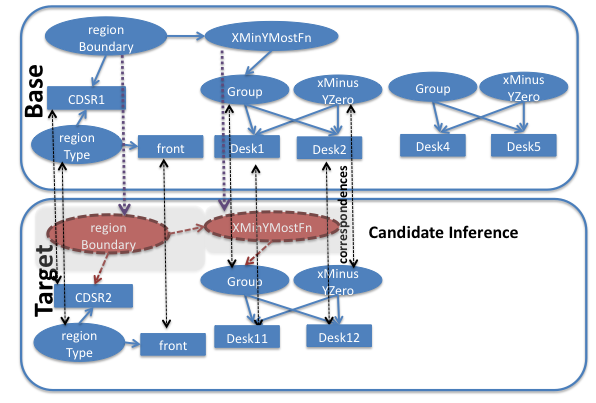 Base
region
Boundary
XMinYMostFn
CDSR1
Group
xMinus
YZero
Group
xMinus
YZero
region
Type
front
Desk1
Desk2
Desk4
Desk5
correspondences
Target
region
Boundary
XMinYMostFn
Candidate Inference
CDSR2
Group
xMinus
YZero
region
Type
front
Desk11
Desk12